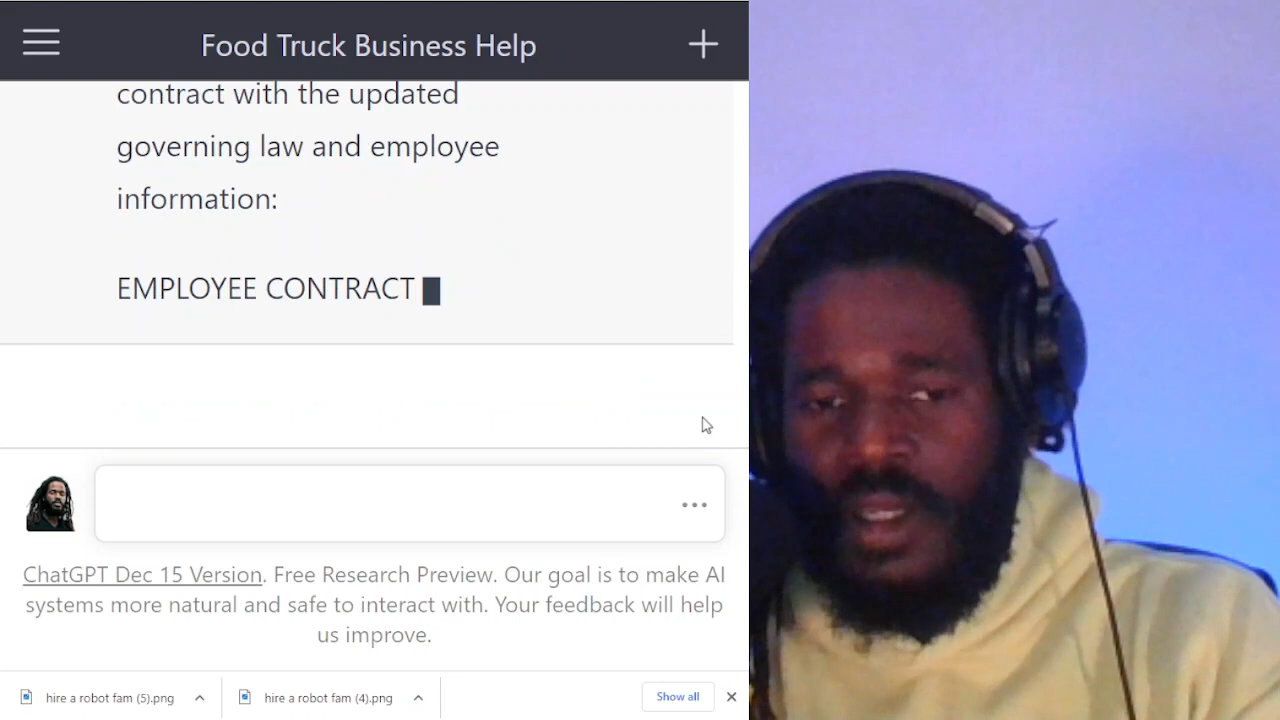 Food Truck Business Help
contract with the updated
governing law and employee
information:
EMPLOYEE CONTRACT
ChatGPT Dec 15 Version. Free Research Preview. Our goal is to make AI
systems more natural and safe to interact with. Your feedback will help
us improve.
hire a robot fam (5).png
hire a robot fam (4).png
Show all